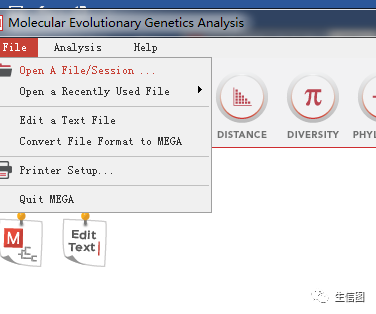 M Molecular Evolutionary Genetics Analysis
File Analysis Help
Open A File/Session ...
Open a Recently Used File
Edit a Text File
Convert File Format to MEGA
Printer Setup...
Quit MEGA
π
DISTANCE DIVERSITY PHYL
M
Edit
Text
生信图